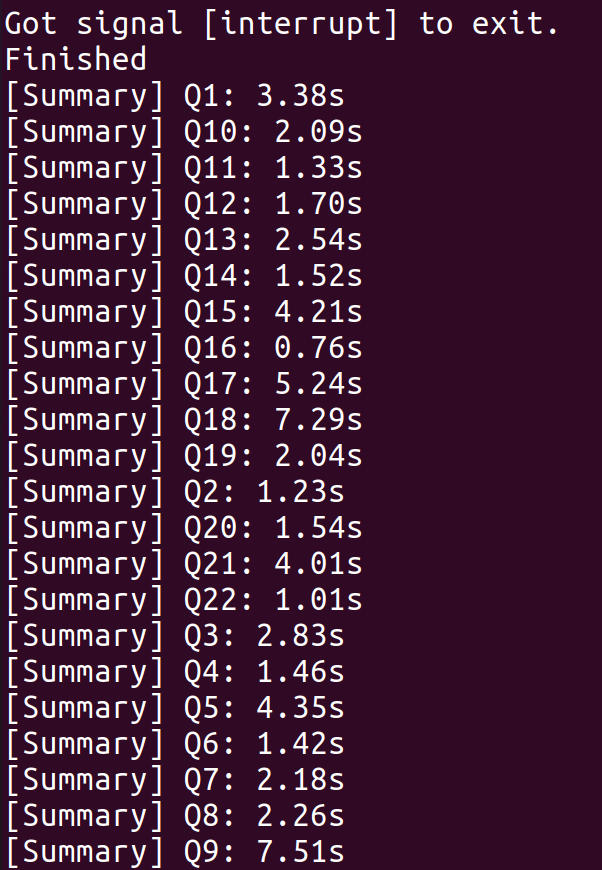 Got signal [interrupt] to exit.
Finished
[Summary] Q1: 3.38s
[Summary] Q10: 2.09s
[Summary] Q11: 1.33s
[Summary] Q12: 1.70s
[Summary] Q13: 2.54s
[Summary] Q14: 1.52s
[Summary] Q15: 4.21s
[Summary] Q16: 0.76s
[Summary] Q17: 5.24s
[Summary] Q18: 7.29s
[Summary] Q19: 2.04s
[Summary] Q2: 1.23s
[Summary] Q20: 1.54s
[Summary] Q21: 4.01s
[Summary] Q22: 1.01s
[Summary] Q3: 2.83s
[Summary] Q4: 1.46s
[Summary] Q5: 4.35s
[Summary] Q6: 1.42s
[Summary] Q7: 2.18s
[Summary] Q8: 2.26s
[Summary] Q9: 7.51s